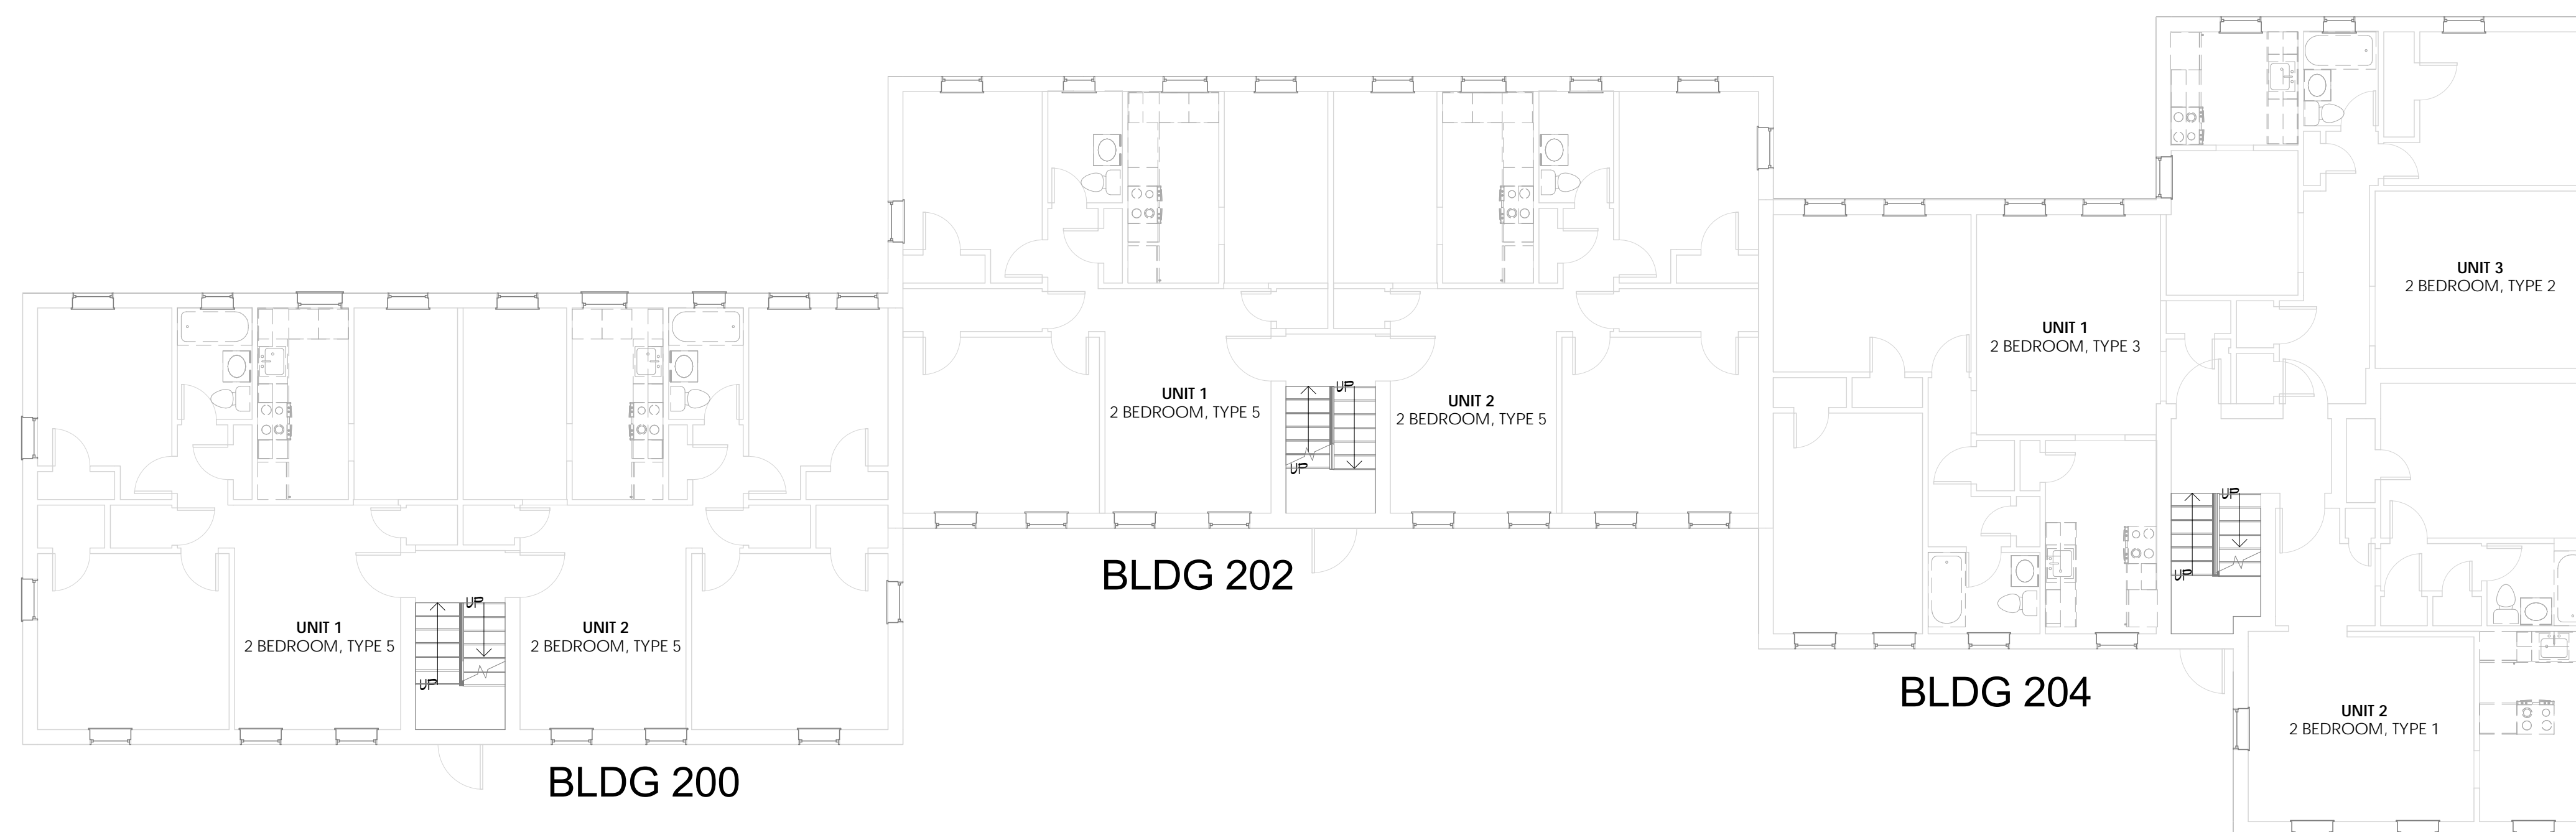 UNIT 3
2 BEDROOM, TYPE 2
UNIT 1
2 BEDROOM, TYPE 3
UP
UNIT 1
2 BEDROOM, TYPE 5
UNIT 2
2 BEDROOM, TYPE 5
UP
UP
UP
BLDG 202
UP
UNIT 1
2 BEDROOM, TYPE 5
UNIT 2
2 BEDROOM, TYPE 5
UP
BLDG 204
UNIT 2
2 BEDROOM, TYPE 1
BLDG 200